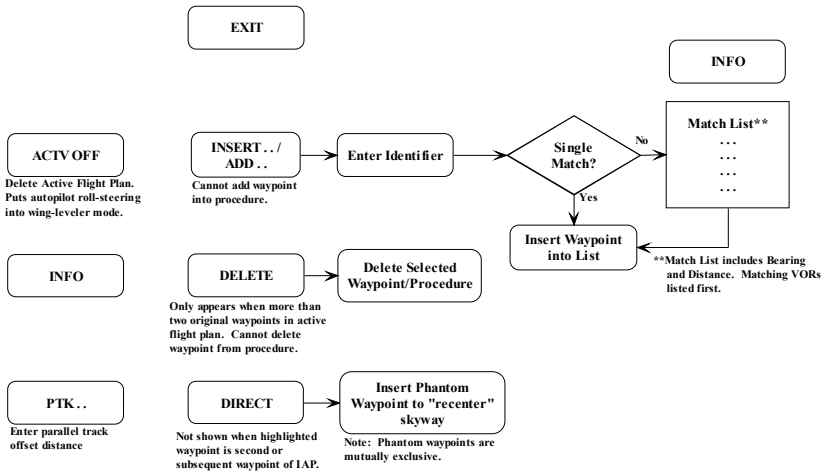 EXIT
INFO
ACTV OFF
Delete Active Flight Plan.
Puts autopilot roll-steering
into wing-leveler mode.
INSERT . . /
ADD . .
Cannot add waypoint
into procedure.
Enter Identifier
Single
Match?
No
Yes
Match List**
. . .
. . .
. . .
. . .
Insert Waypoint
into List
**Match List includes Bearing
and Distance.  Matching VORs
listed first.
INFO
DELETE
Only appears when more than
two original waypoints in active
flight plan.  Cannot delete
waypoint from procedure.
Delete Selected
Waypoint/Procedure
PTK . .
Enter parallel track
offset distance
DIRECT
Not shown when highlighted
waypoint is second or
subsequent waypoint of IAP.
Insert Phantom
Waypoint to "recenter"
skyway
Note:  Phantom waypoints are
mutually exclusive.